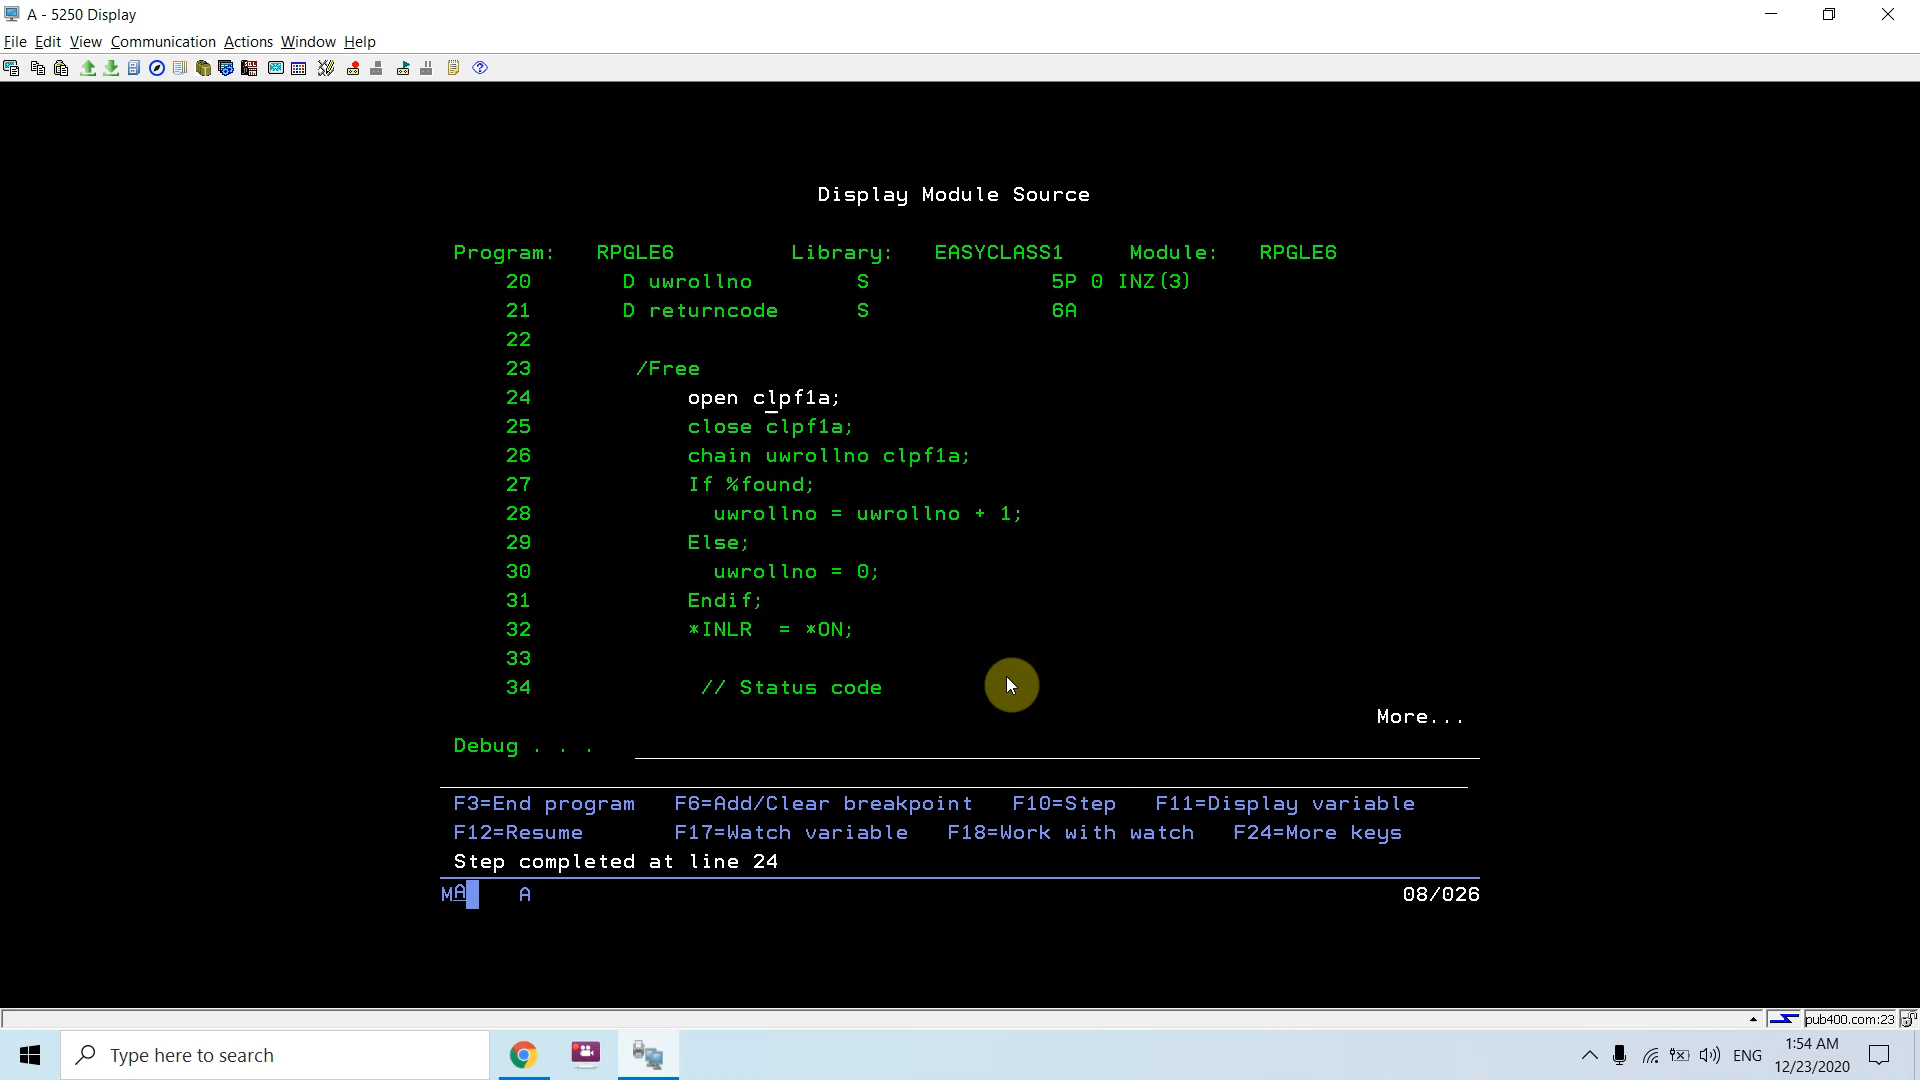 A - 5250 Display
File Edit View Communication Actions Window Help
Display Module Source
Program: RPGLE6 Library: EASYCLASS1 Module: RPGLE6
20 D uwrollno S 5P 0 INZ(3)
21 D returncode S 6A
22
23 /Free
24 open clpf1a;
25 close clpf1a;
26 chain uwrollno clpf1a;
27 If %found;
28 uwrollno = uwrollno + 1;
29 Else;
30 uwrollno = 0;
31 Endif;
32 *INLR = *ON;
33
34 // Status code
More...
Debug . . .
F3=End program F6=Add/Clear breakpoint F10=Step F11=Display variable
F12=Resume F17=Watch variable F18=Work with watch F24=More keys
Step completed at line 24
MA A 08/026
pub400.com:23
Type here to search
ENG
1:54 AM
12/23/2020